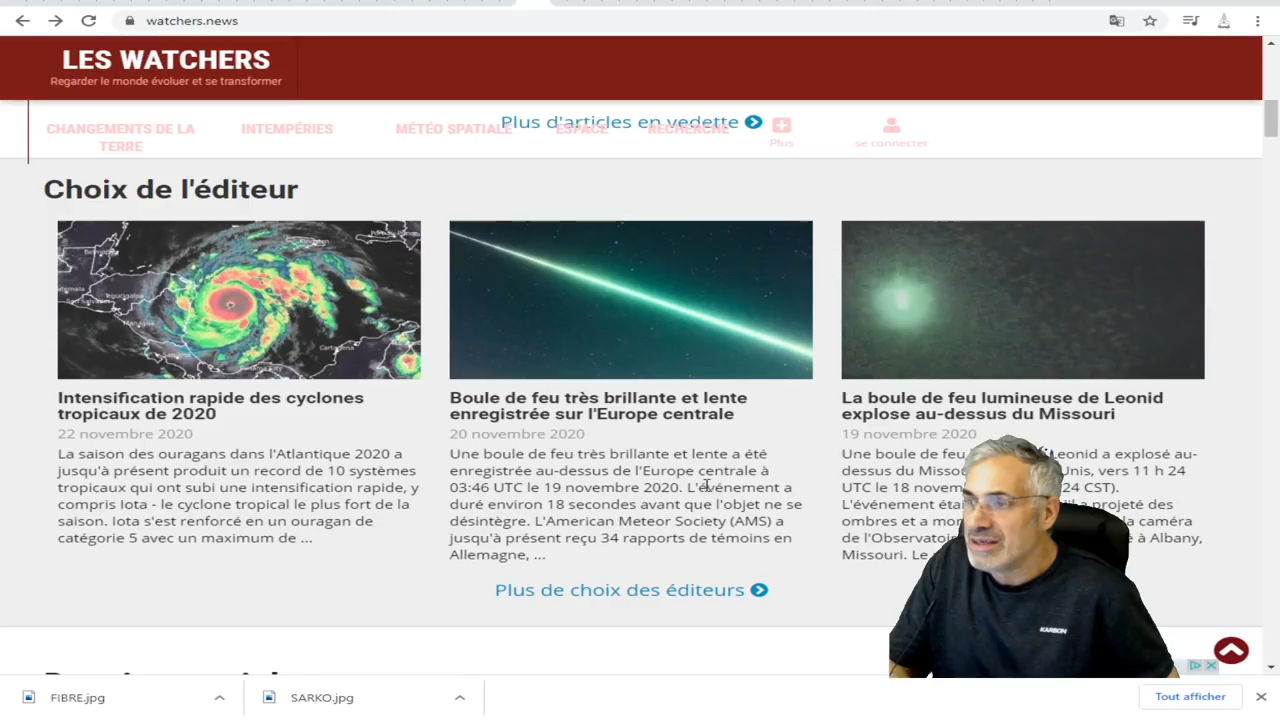 watchers.news
LES WATCHERS
Regarder le monde évoluer et se transformer
Plus d'articles en vedette
CHANGEMENTS DE LA
TERRE
INTEMPÉRIES
MÉTÉO SPATIALE
ESPACE
RECHERCHE
Plus
se connecter
Choix de l'éditeur
Intensification rapide des cyclones
tropicaux de 2020
22 novembre 2020
La saison des ouragans dans l'Atlantique 2020 a
jusqu'à présent produit un record de 10 systèmes
tropicaux qui ont subi une intensification rapide, y
compris Iota - le cyclone tropical le plus fort de la
saison. Iota s'est renforcé en un ouragan de
catégorie 5 avec un maximum de ...
Boule de feu très brillante et lente
enregistrée sur l'Europe centrale
20 novembre 2020
Une boule de feu très brillante et lente a été
enregistrée au-dessus de l'Europe centrale à
03:46 UTC le 19 novembre 2020. L'événement a
duré environ 18 secondes avant que l'objet ne se
désintègre. L'American Meteor Society (AMS) a
jusqu'à présent reçu 34 rapports de témoins en
Allemagne, ...
La boule de feu lumineuse de Leonid
explose au-dessus du Missouri
19 novembre 2020
Une boule de feu Leonid a explosé au-
dessus du Unis, vers 11 h 24
UTC le 18 24 CST).
L'événement projeté des
ombres et a la caméra
de à Albany,
Missouri. Le
Plus de choix des éditeurs
KARBON
FIBRE.jpg
SARKO.jpg
Tout afficher